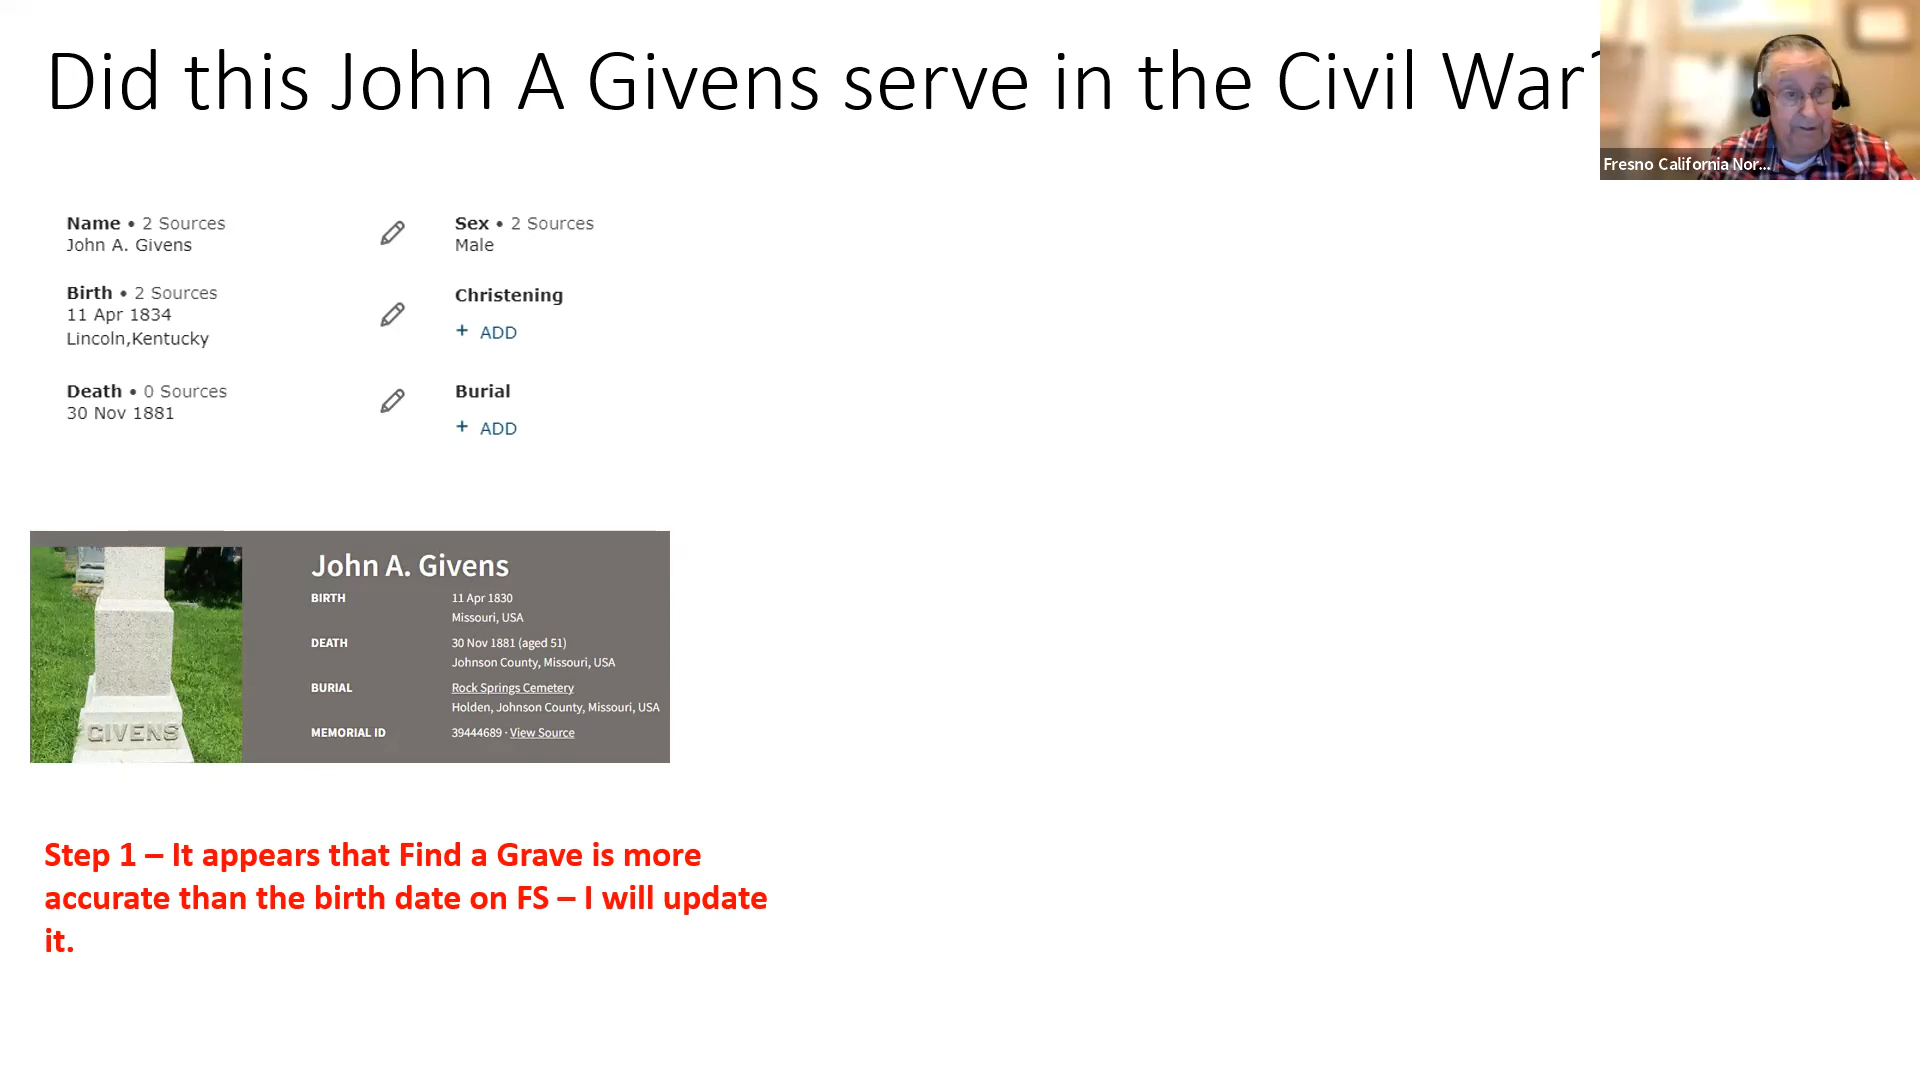 Did this John A Givens serve in the Civil War?
Fresno California Nor...
Name • 2 Sources
John A. Givens
Sex • 2 Sources
Male
Birth • 2 Sources
11 Apr 1834
Lincoln,Kentucky
Christening
+ ADD
Death • 0 Sources
30 Nov 1881
Burial
+ ADD
John A. Givens
BIRTH 11 Apr 1830
Missouri, USA
DEATH 30 Nov 1881 (aged 51)
Johnson County, Missouri, USA
BURIAL Rock Springs Cemetery
Holden, Johnson County, Missouri, USA
MEMORIAL ID 39444689 · View Source
GIVENS
Step 1 – It appears that Find a Grave is more
accurate than the birth date on FS – I will update
it.